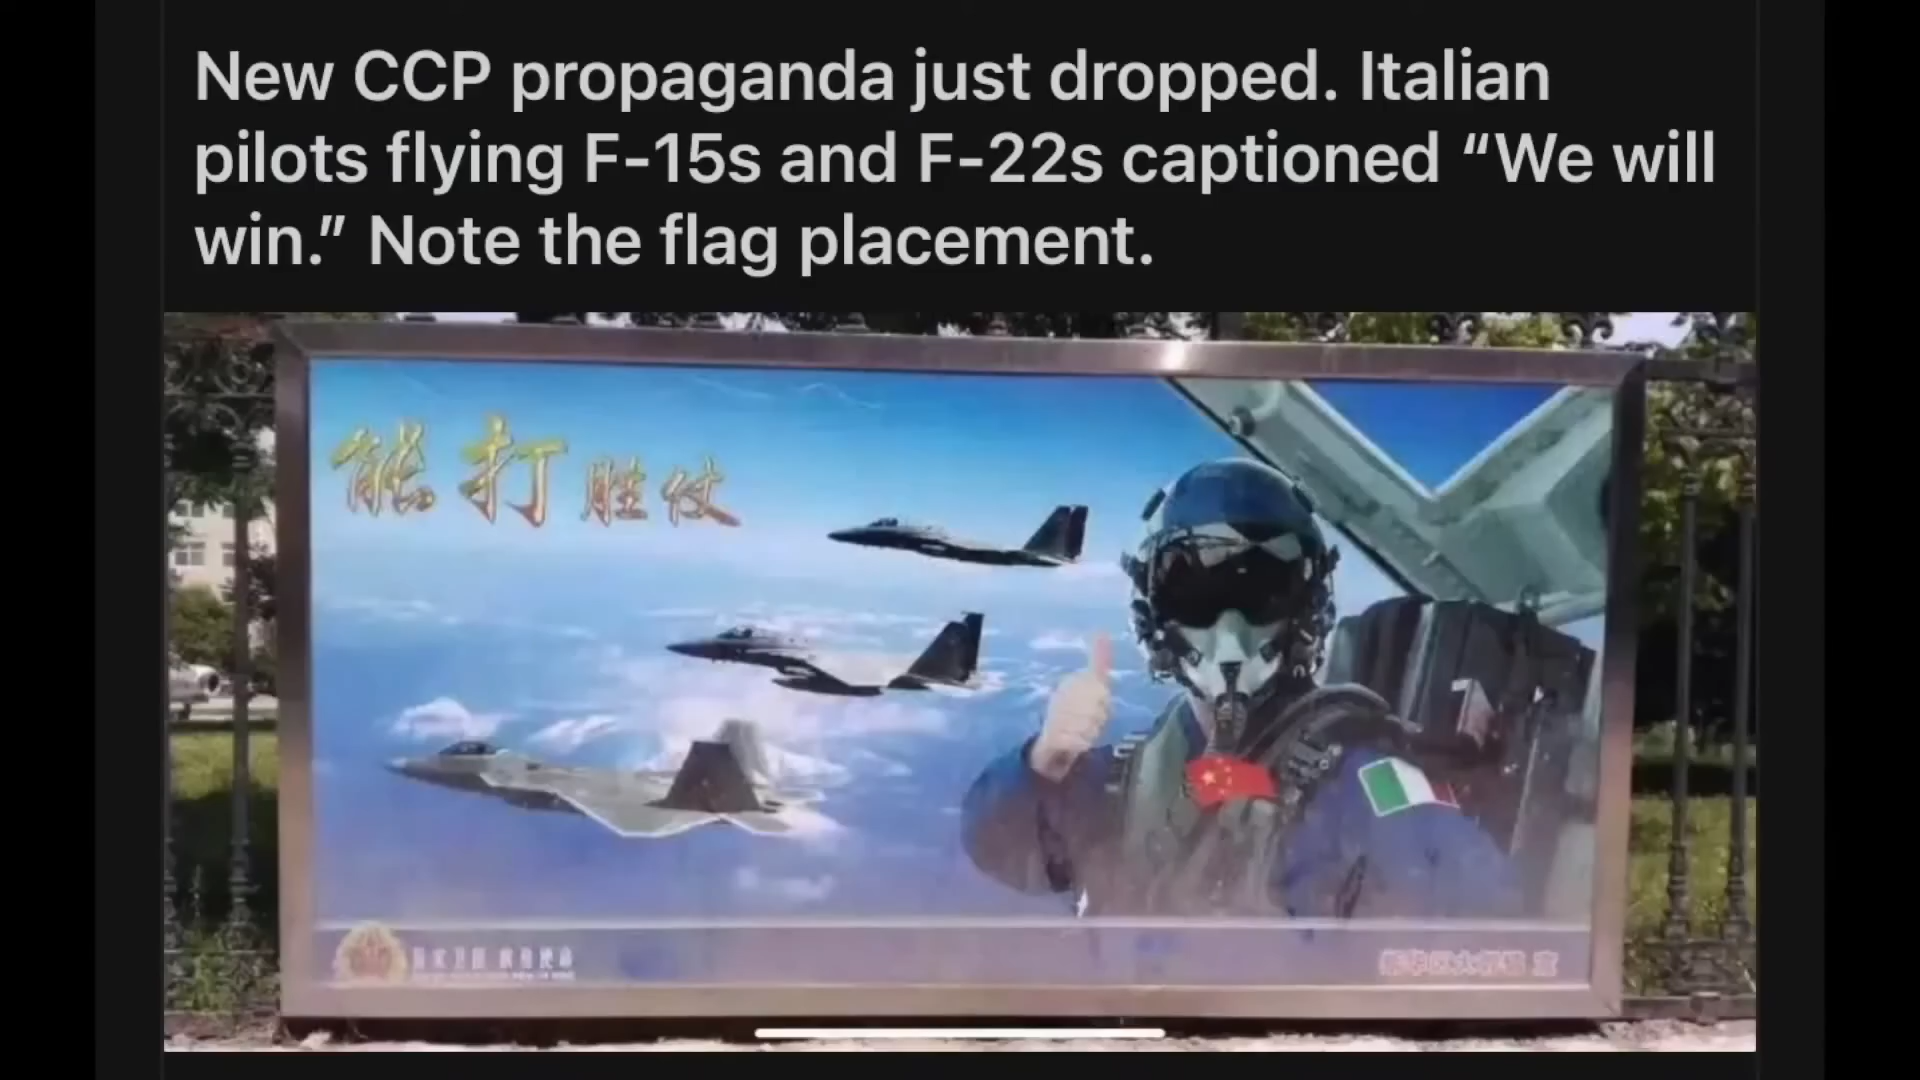 New CCP propaganda just dropped. Italian
pilots flying F-15s and F-22s captioned “We will
win.” Note the flag placement.
能打胜仗